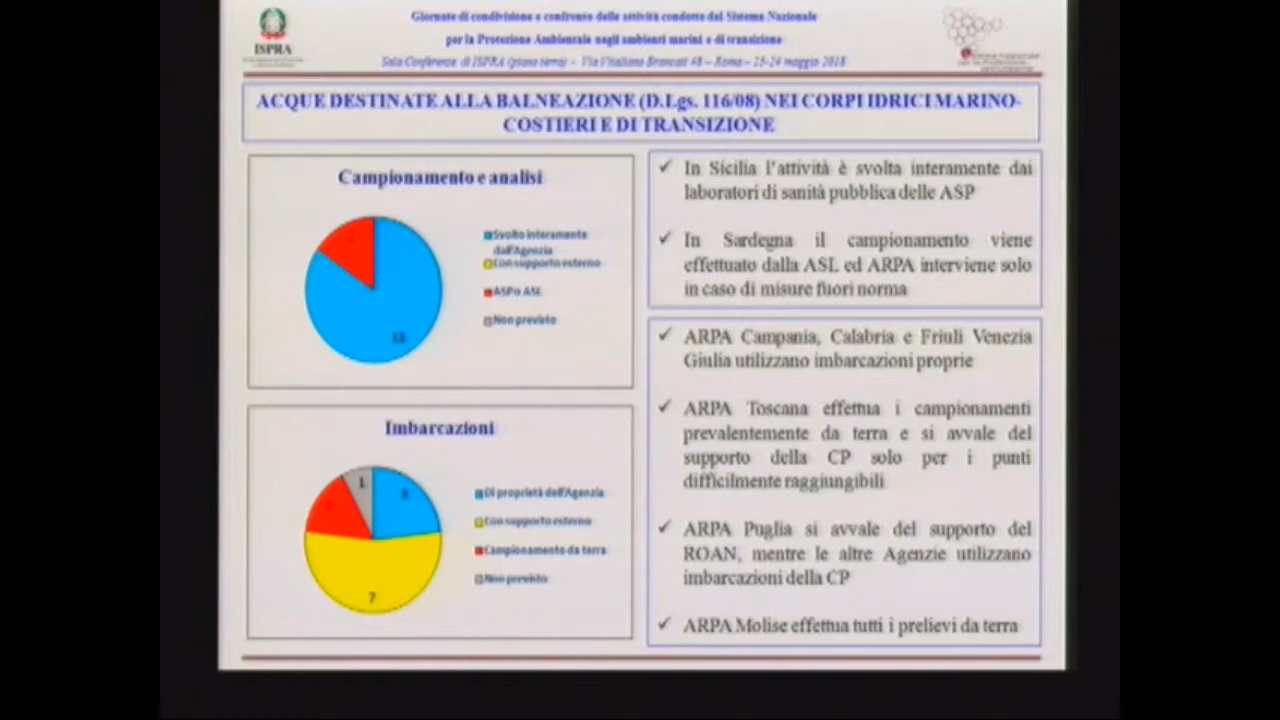 Giornate di condivisione e confronto delle attività condotte dal Sistema Nazionale
per la Protezione Ambientale negli ambienti marini e di transizione
Sala Conferenze di ISPRA (piano terra) - Via Vitaliano Brancati 48 – Roma – 23-24 maggio 2018
ISPRA
ACQUE DESTINATE ALLA BALNEAZIONE (D.Lgs. 116/08) NEI CORPI IDRICI MARINO-
COSTIERI E DI TRANSIZIONE
Campionamento e analisi
Svolto interamente
dall'Agenzia
Con supporto esterno
ASP o ASL
Non previsto
✓ In Sicilia l'attività è svolta interamente dai
laboratori di sanità pubblica delle ASP
✓ In Sardegna il campionamento viene
effettuato dalla ASL ed ARPA interviene solo
in caso di misure fuori norma
Imbarcazioni
1
3
7
Di proprietà dell'Agenzia
Con supporto esterno
Campionamento da terra
Non previsto
✓ ARPA Campania, Calabria e Friuli Venezia
Giulia utilizzano imbarcazioni proprie
✓ ARPA Toscana effettua i campionamenti
prevalentemente da terra e si avvale del
supporto della CP solo per i punti
difficilmente raggiungibili
✓ ARPA Puglia si avvale del supporto del
ROAN, mentre le altre Agenzie utilizzano
imbarcazioni della CP
✓ ARPA Molise effettua tutti i prelievi da terra